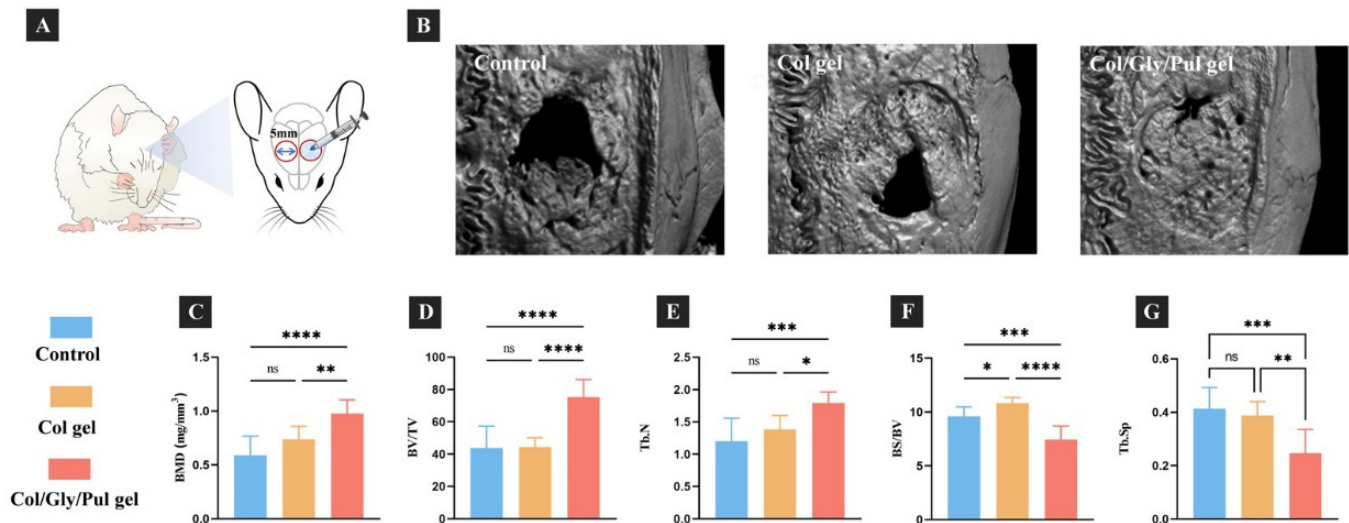 A
5mm
B
Control
Col gel
Col/Gly/Pul gel
Control
Col gel
Col/Gly/Pul gel
C
****
ns
**
BMD (mg/mm³)
1.5
1.0
0.5
0.0
D
****
ns
****
BV/TV
100
80
60
40
20
0
E
***
ns
*
Tb.N
2.5
2.0
1.5
1.0
0.5
0.0
F
***
*
****
BS/BV
15
10
5
0
G
***
ns
**
Tb.Sp
0.6
0.4
0.2
0.0